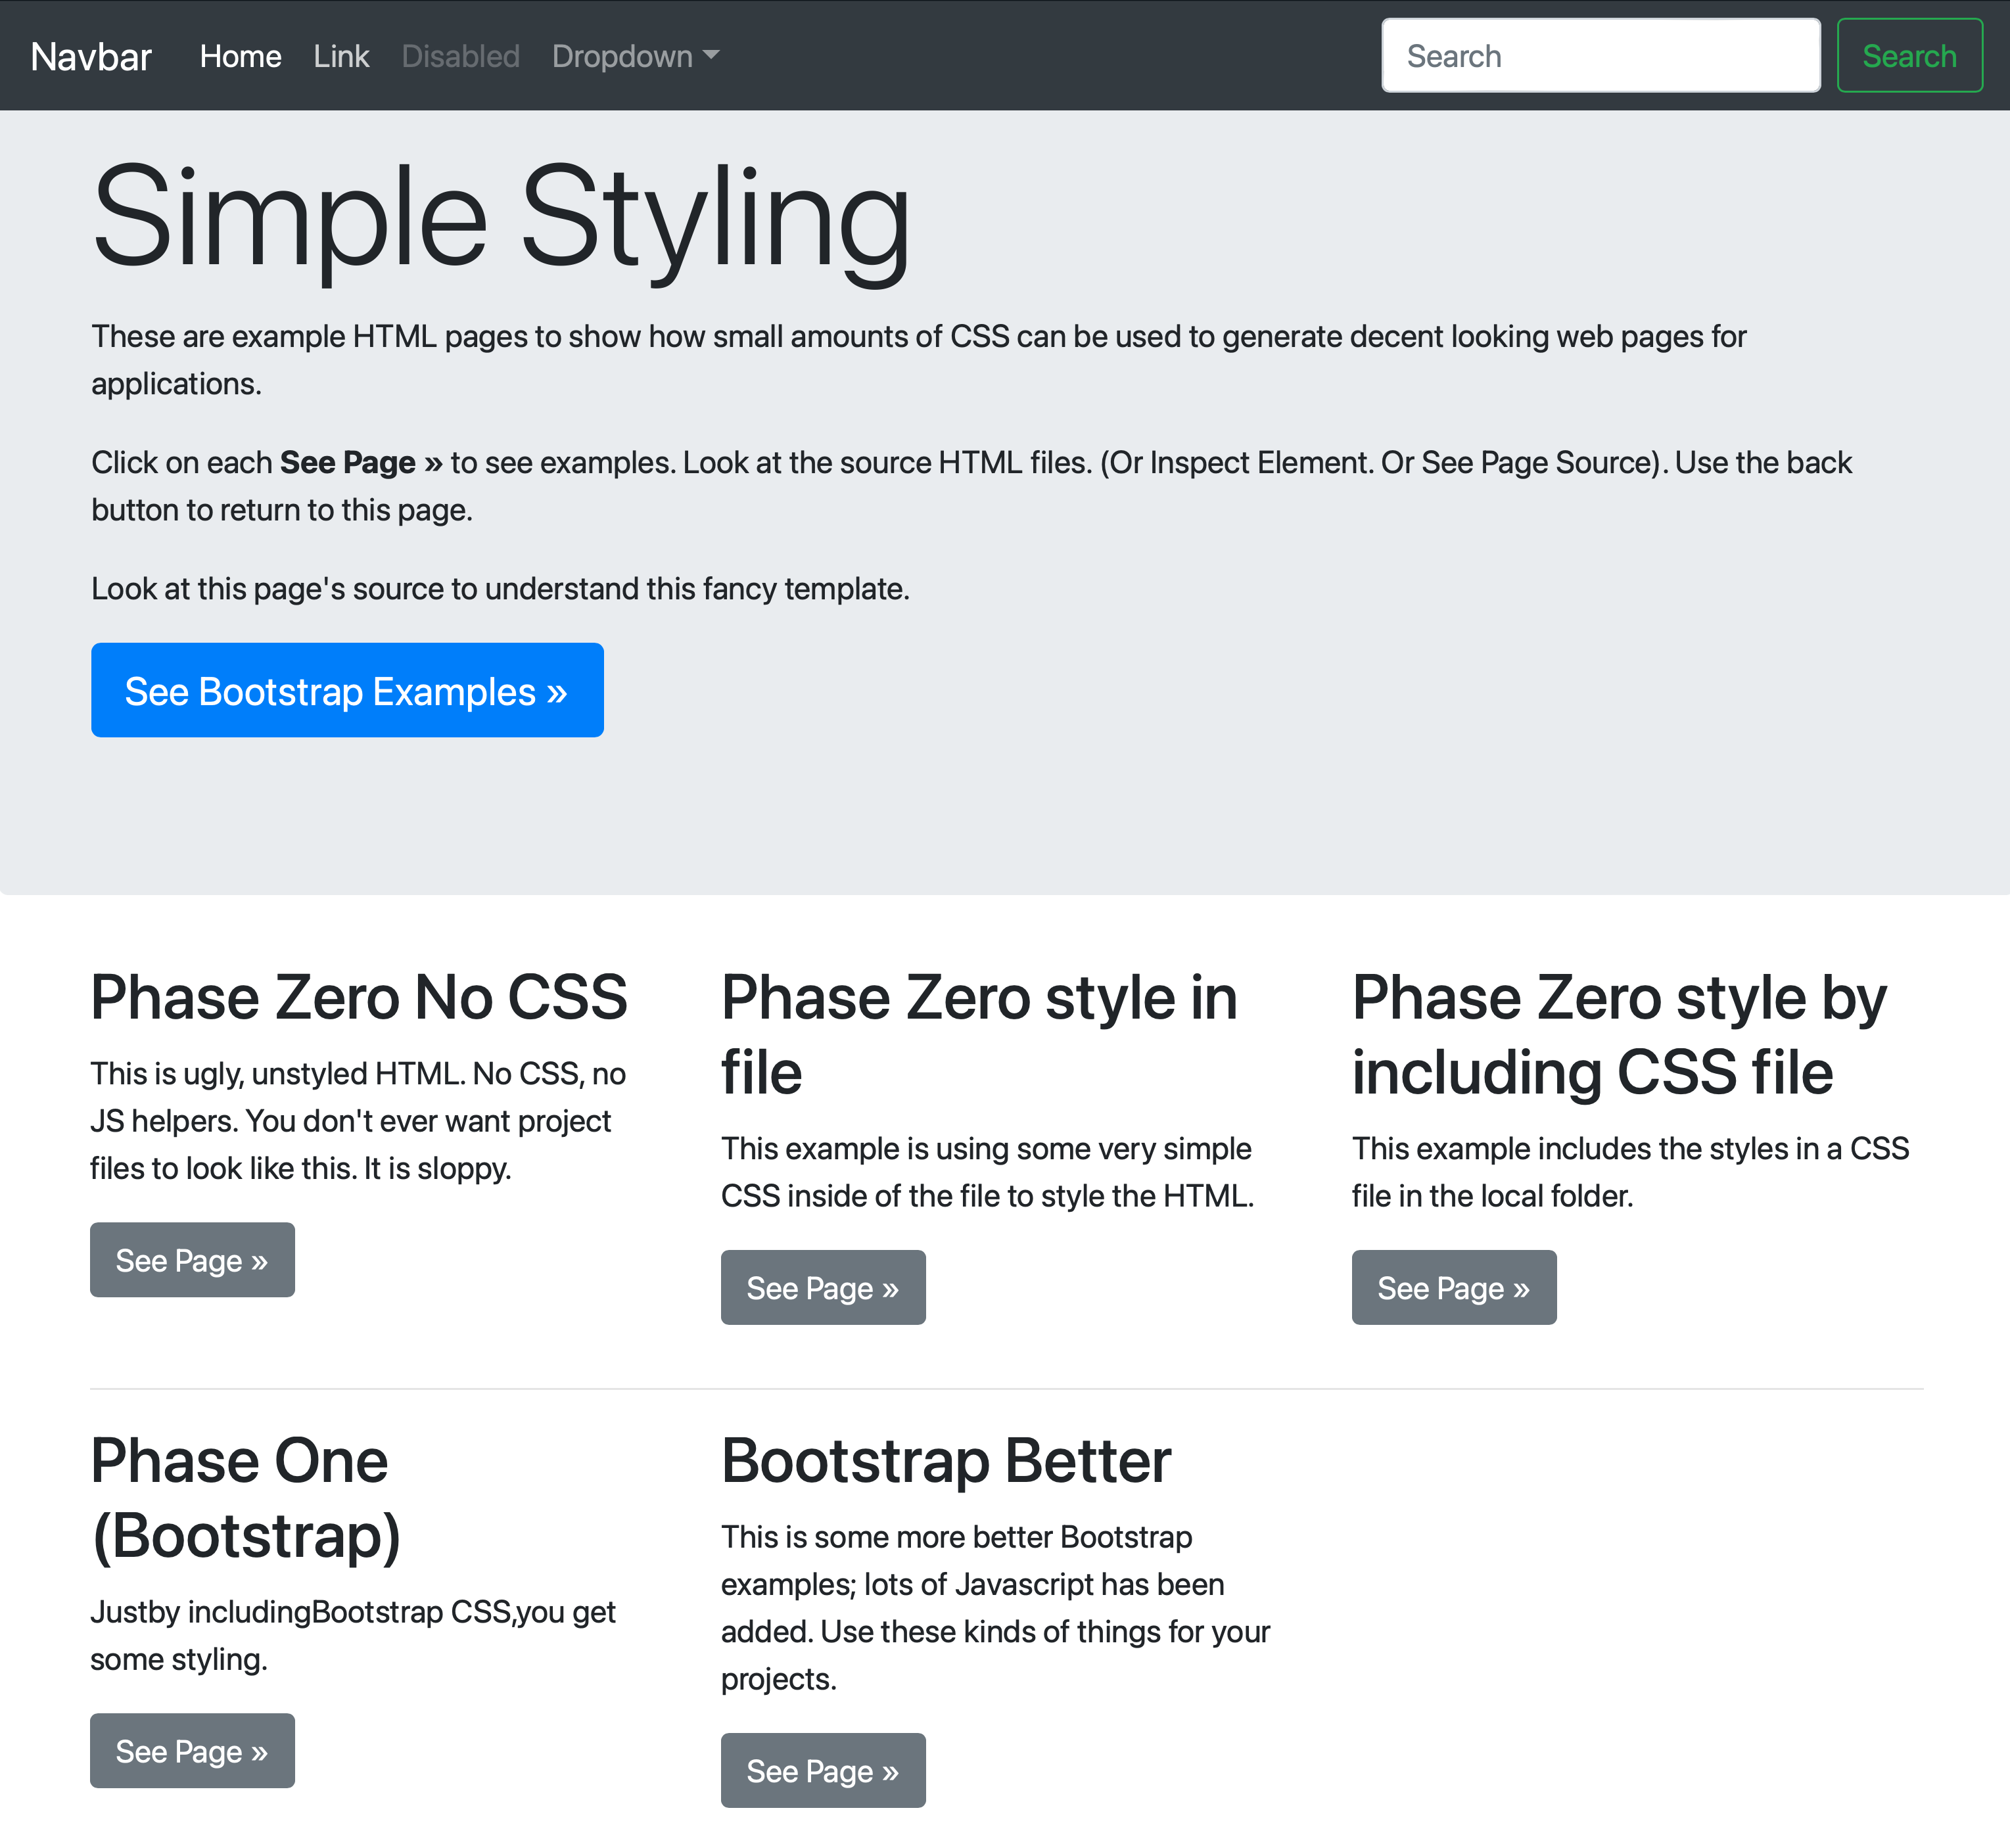 Navbar Home Link Disabled Dropdown Search Search
Simple Styling
These are example HTML pages to show how small amounts of CSS can be used to generate decent looking web pages for
applications.
Click on each See Page » to see examples. Look at the source HTML files. (Or Inspect Element. Or See Page Source). Use the back
button to return to this page.
Look at this page's source to understand this fancy template.
See Bootstrap Examples »
Phase Zero No CSS
This is ugly, unstyled HTML. No CSS, no
JS helpers. You don't ever want project
files to look like this. It is sloppy.
See Page »
Phase Zero style in
file
This example is using some very simple
CSS inside of the file to style the HTML.
See Page »
Phase Zero style by
including CSS file
This example includes the styles in a CSS
file in the local folder.
See Page »
Phase One
(Bootstrap)
Justby includingBootstrap CSS,you get
some styling.
See Page »
Bootstrap Better
This is some more better Bootstrap
examples; lots of Javascript has been
added. Use these kinds of things for your
projects.
See Page »